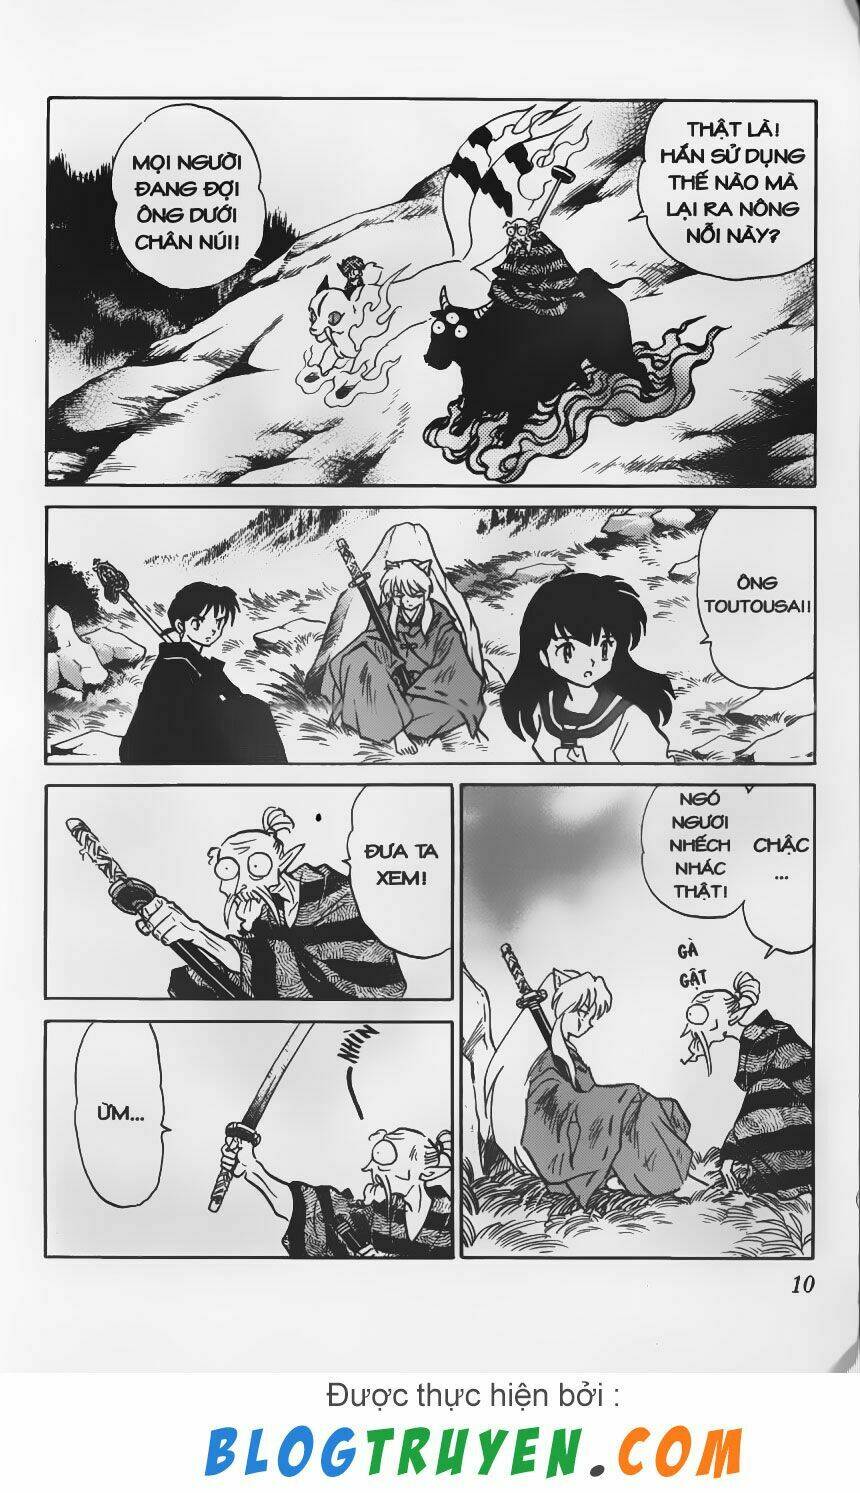 THẬT LÀ!
HẮN SỬ DỤNG
THẾ NÀO MÀ
LẠI RA NÔNG
NỖI NÀY?
MỌI NGƯỜI
ĐANG ĐỢI
ÔNG DƯỚI
CHÂN NÚI!
ÔNG
TOUTOUSAI!
CHẬC
...
NGÓ
NGƯƠI
NHẾCH
NHÁC
THẬT!
GÀ
GẬT
ĐƯA TA
XEM!
NHÌN
ỪM...
10
Được thực hiện bởi :
BLOGTRUYEN.COM